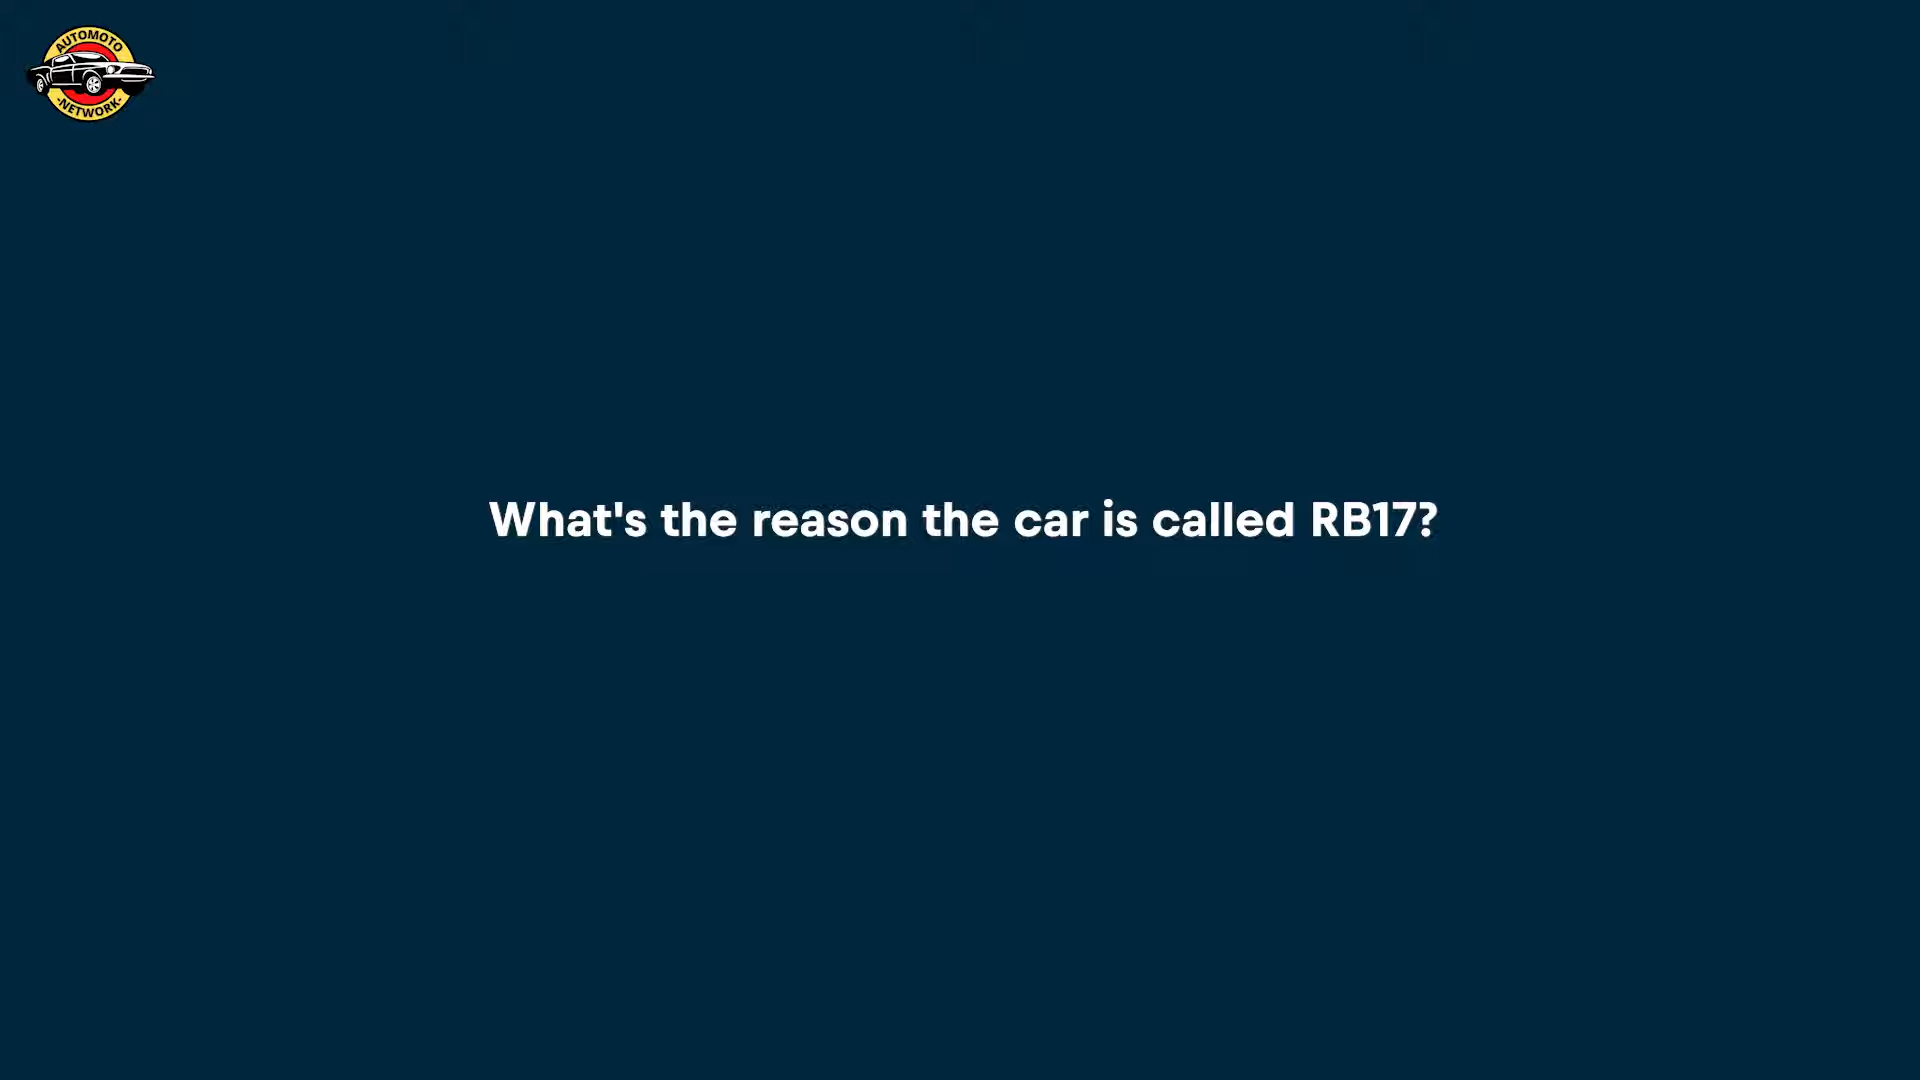 AUTOMOTO
-NETWORK-
What's the reason the car is called RB17?